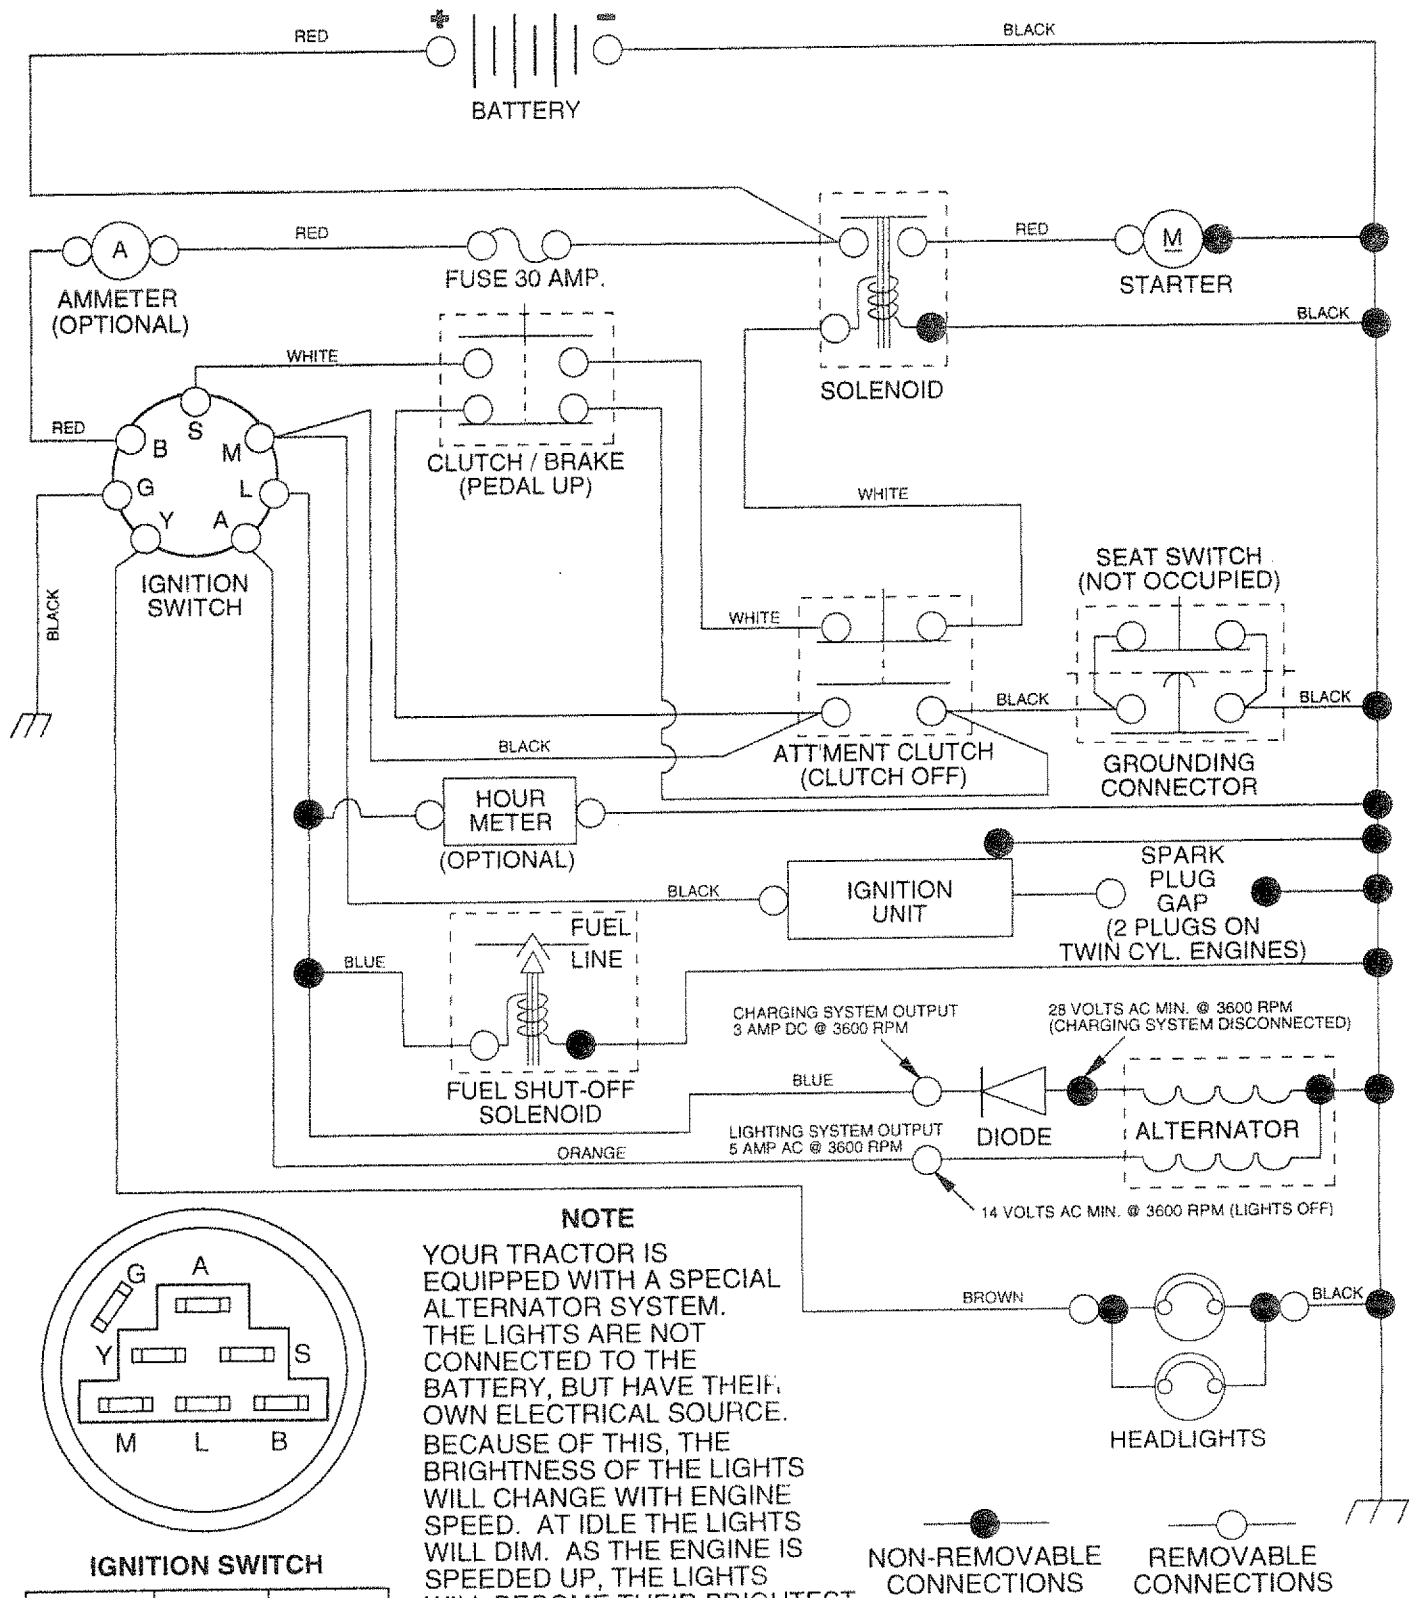 + −
RED
BLACK
BATTERY
A
RED
RED
M
FUSE 30 AMP.
STARTER
AMMETER
(OPTIONAL)
BLACK
WHITE
SOLENOID
RED
B
S
M
G
L
Y
A
CLUTCH / BRAKE
(PEDAL UP)
WHITE
IGNITION
SWITCH
BLACK
SEAT SWITCH
(NOT OCCUPIED)
WHITE
BLACK
BLACK
BLACK
ATT'MENT CLUTCH
(CLUTCH OFF)
GROUNDING
CONNECTOR
HOUR
METER
(OPTIONAL)
BLACK
IGNITION
UNIT
SPARK
PLUG
GAP
(2 PLUGS ON
TWIN CYL. ENGINES)
FUEL
LINE
BLUE
FUEL SHUT-OFF
SOLENOID
CHARGING SYSTEM OUTPUT
3 AMP DC @ 3600 RPM
28 VOLTS AC MIN. @ 3600 RPM
(CHARGING SYSTEM DISCONNECTED)
BLUE
DIODE
ALTERNATOR
LIGHTING SYSTEM OUTPUT
5 AMP AC @ 3600 RPM
ORANGE
14 VOLTS AC MIN. @ 3600 RPM (LIGHTS OFF)
BROWN
BLACK
HEADLIGHTS
G
A
Y
S
M L B
IGNITION SWITCH
NOTE
YOUR TRACTOR IS
EQUIPPED WITH A SPECIAL
ALTERNATOR SYSTEM.
THE LIGHTS ARE NOT
CONNECTED TO THE
BATTERY, BUT HAVE THEIR
OWN ELECTRICAL SOURCE.
BECAUSE OF THIS, THE
BRIGHTNESS OF THE LIGHTS
WILL CHANGE WITH ENGINE
SPEED. AT IDLE THE LIGHTS
WILL DIM. AS THE ENGINE IS
SPEEDED UP, THE LIGHTS
WILL BECOME THEIR BRIGHTEST
NON-REMOVABLE
CONNECTIONS
REMOVABLE
CONNECTIONS